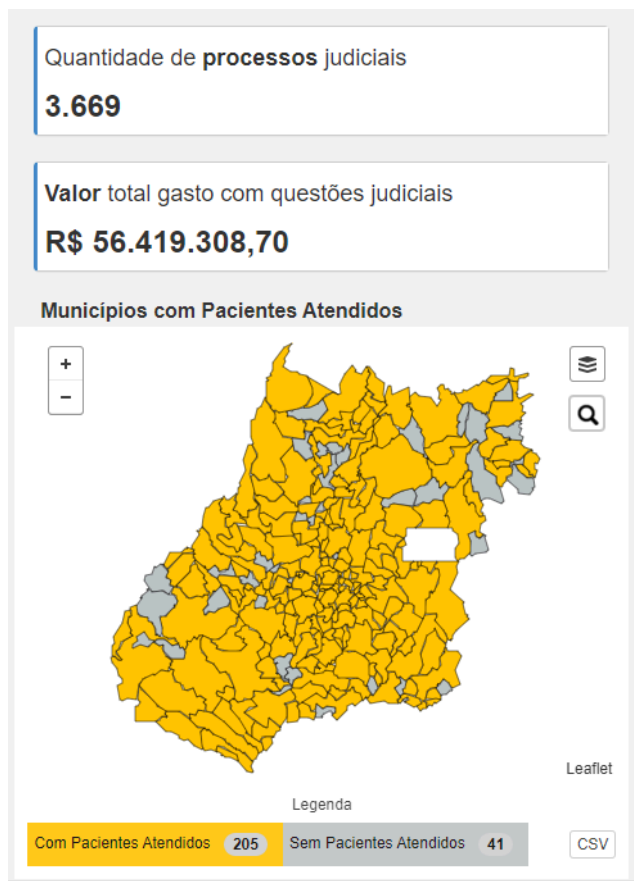 Quantidade de processos judiciais
3.669
Valor total gasto com questões judiciais
R$ 56.419.308,70
Municípios com Pacientes Atendidos
+
−
Leaflet
Legenda
Com Pacientes Atendidos 205 Sem Pacientes Atendidos 41
CSV